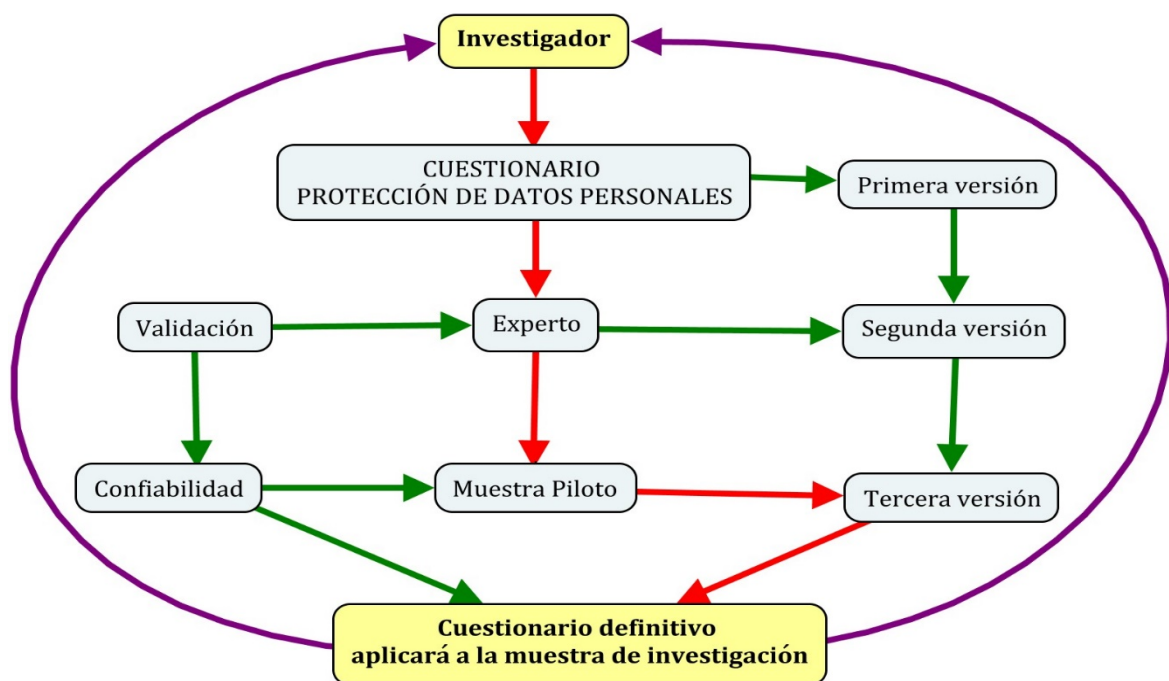 Investigador
CUESTIONARIO
PROTECCIÓN DE DATOS PERSONALES
Primera versión
Validación
Experto
Segunda versión
Confiabilidad
Muestra Piloto
Tercera versión
Cuestionario definitivo
aplicará a la muestra de investigación